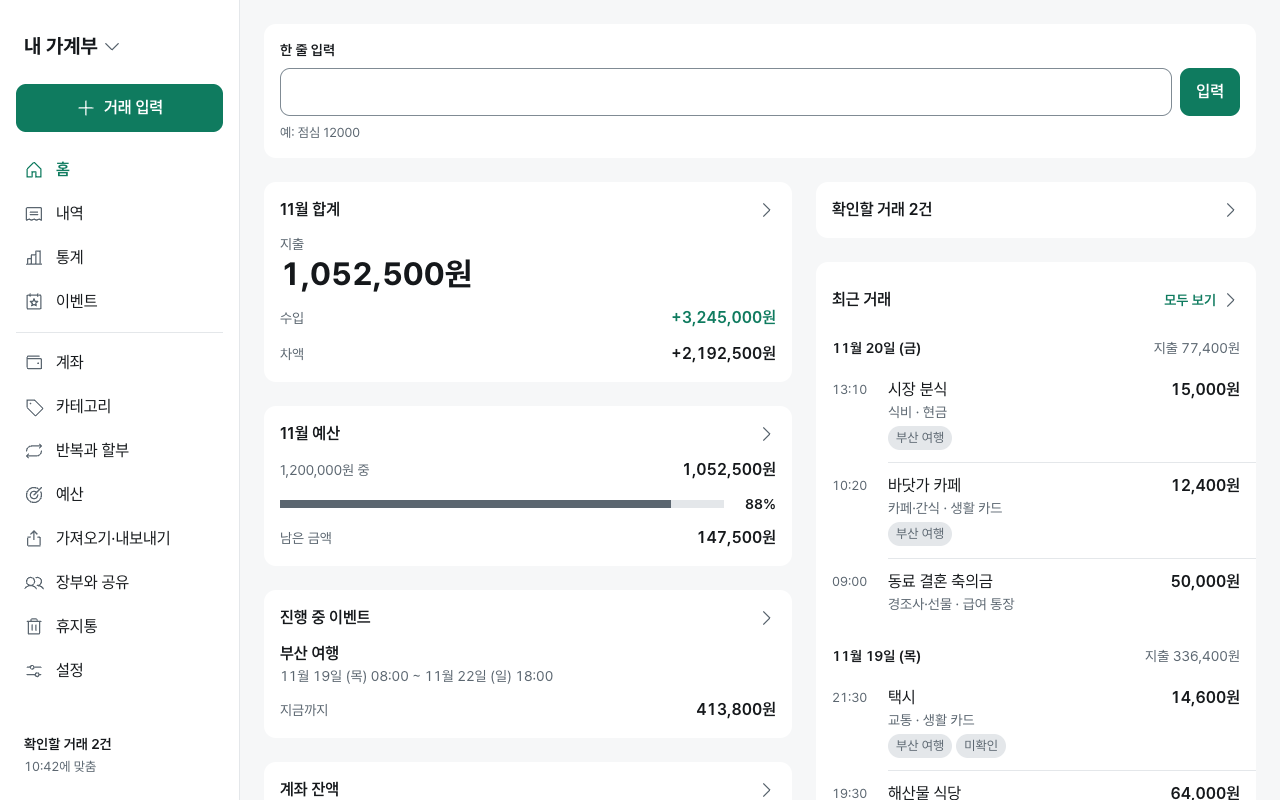 내 가계부
거래 입력
홈
내역
통계
이벤트
계좌
카테고리
반복과 할부
예산
가져오기·내보내기
장부와 공유
휴지통
설정
확인할 거래 2건
10:42에 맞춤
한 줄 입력
입력
예: 점심 12000
11월 합계
지출
1,052,500원
수입 +3,245,000원
차액 +2,192,500원
11월 예산
1,200,000원 중 1,052,500원
88%
남은 금액 147,500원
진행 중 이벤트
부산 여행
11월 19일 (목) 08:00 ~ 11월 22일 (일) 18:00
지금까지 413,800원
계좌 잔액
확인할 거래 2건
최근 거래 모두 보기
11월 20일 (금) 지출 77,400원
13:10 시장 분식 15,000원
식비 · 현금
부산 여행
10:20 바닷가 카페 12,400원
카페·간식 · 생활 카드
부산 여행
09:00 동료 결혼 축의금 50,000원
경조사·선물 · 급여 통장
11월 19일 (목) 지출 336,400원
21:30 택시 14,600원
교통 · 생활 카드
부산 여행 미확인
19:30 해산물 식당 64,000원